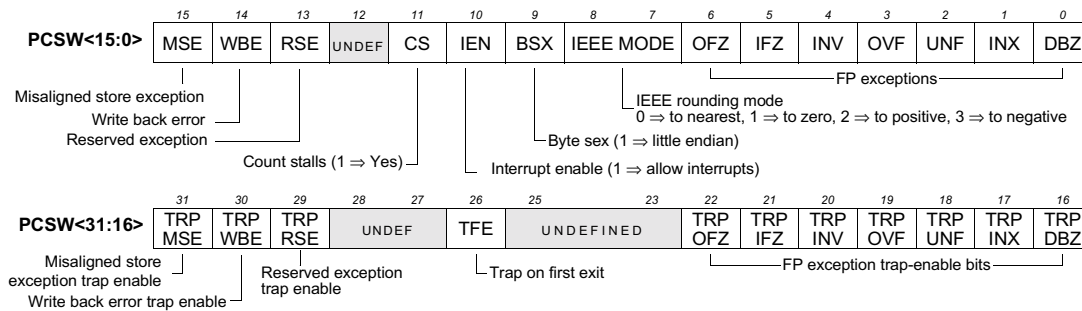 15 14 13 12 11 10 9 8 7 6 5 4 3 2 1 0
PCSW<15:0> MSE WBE RSE UNDEF CS IEN BSX IEEE MODE OFZ IFZ INV OVF UNF INX DBZ
FP exceptions
Misaligned store exception
IEEE rounding mode
0 ⇒ to nearest, 1 ⇒ to zero, 2 ⇒ to positive, 3 ⇒ to negative
Write back error
Reserved exception
Byte sex (1 ⇒ little endian)
Count stalls (1 ⇒ Yes)
Interrupt enable (1 ⇒ allow interrupts)
31 30 29 28 27 26 25 23 22 21 20 19 18 17 16
PCSW<31:16> TRP MSE TRP WBE TRP RSE UNDEF TFE UNDEFINED TRP OFZ TRP IFZ TRP INV TRP OVF TRP UNF TRP INX TRP DBZ
Misaligned store
exception trap enable
Reserved exception
trap enable
Trap on first exit
FP exception trap-enable bits
Write back error trap enable